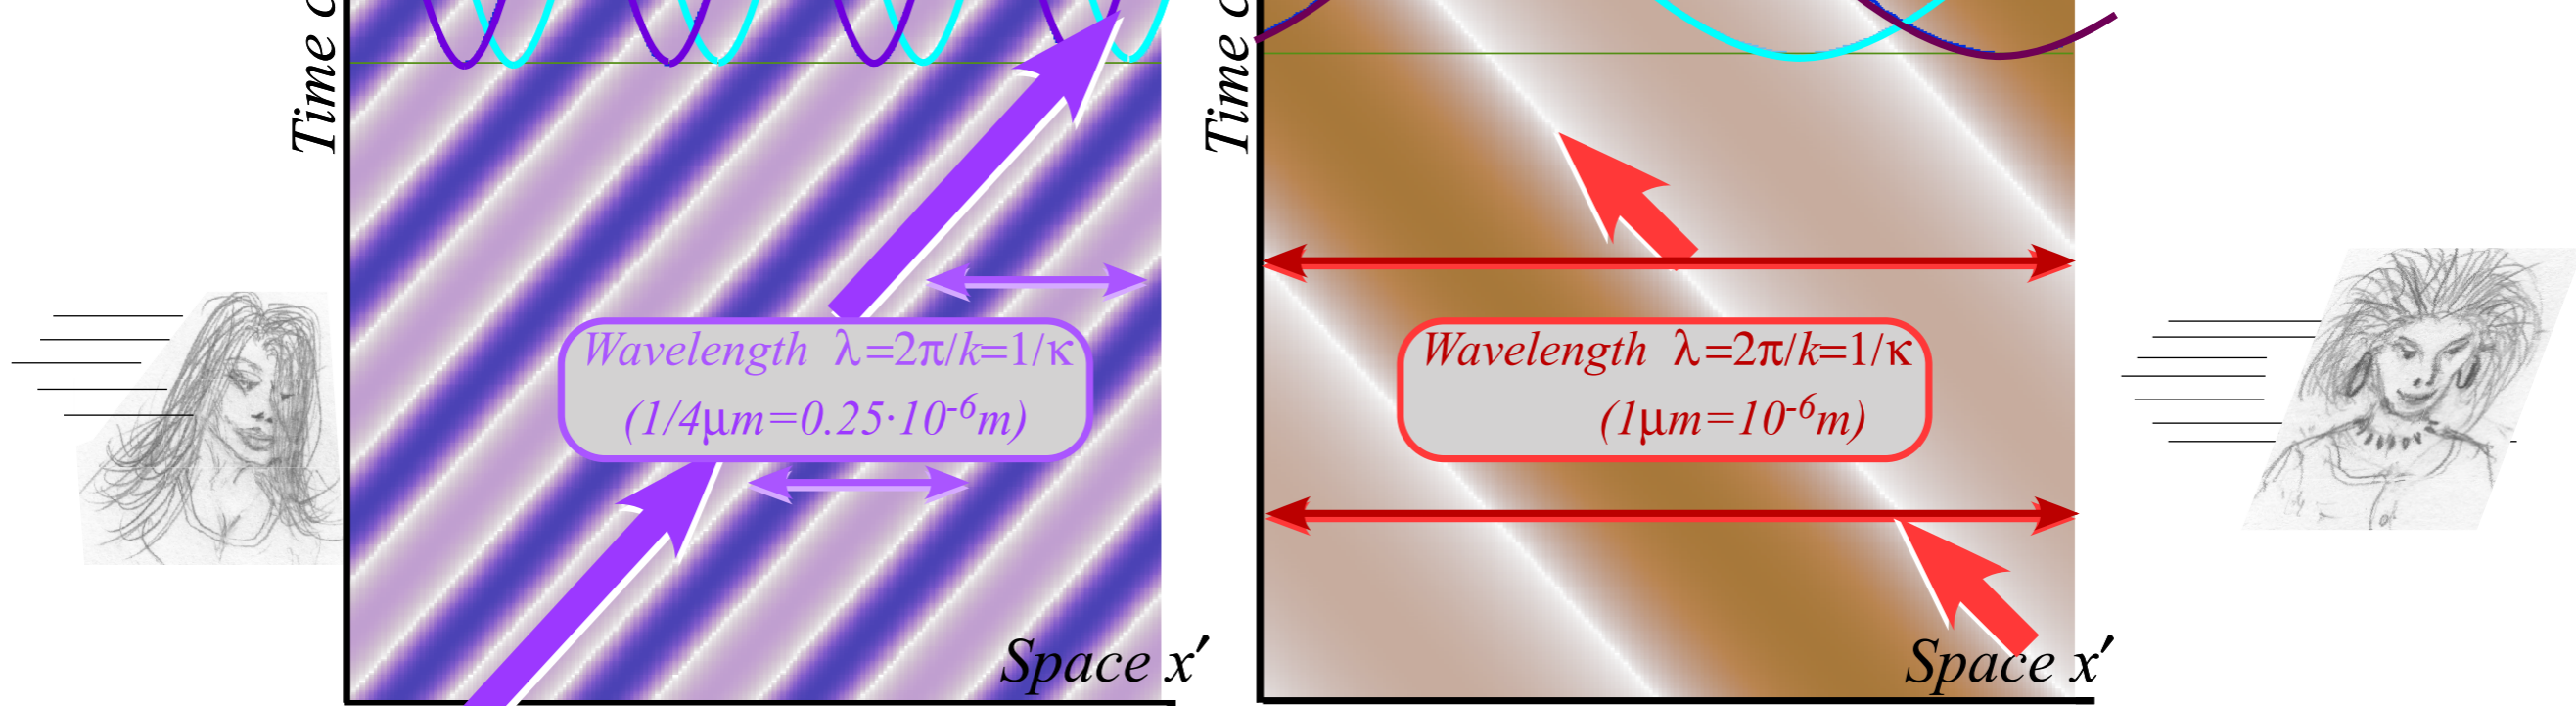 Time c
Wavelength λ=2π/k=1/κ
(1/4μm=0.25·10⁻⁶m)
Space x′
Time c
Wavelength λ=2π/k=1/κ
(1μm=10⁻⁶m)
Space x′